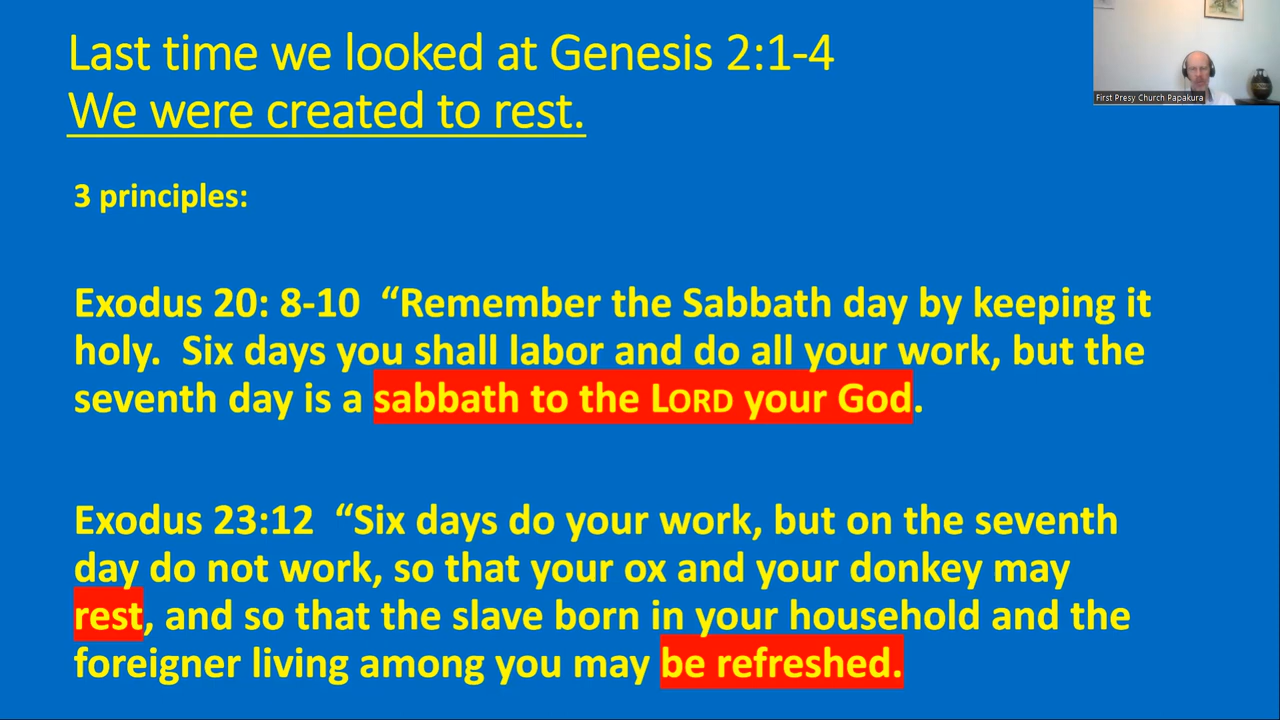 Last time we looked at Genesis 2:1-4
We were created to rest.
First Presy Church Papakura
3 principles:
Exodus 20: 8-10  “Remember the Sabbath day by keeping it
holy.  Six days you shall labor and do all your work, but the
seventh day is a sabbath to the LORD your God.
Exodus 23:12  “Six days do your work, but on the seventh
day do not work, so that your ox and your donkey may
rest, and so that the slave born in your household and the
foreigner living among you may be refreshed.